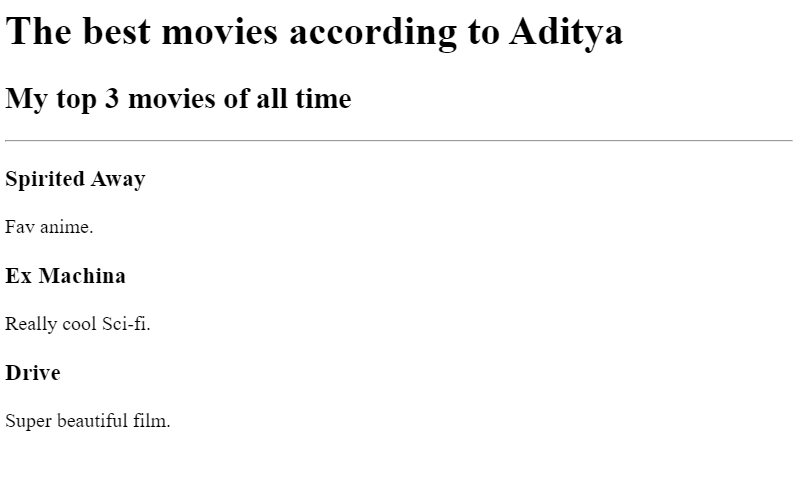 The best movies according to Aditya
My top 3 movies of all time
Spirited Away
Fav anime.
Ex Machina
Really cool Sci-fi.
Drive
Super beautiful film.